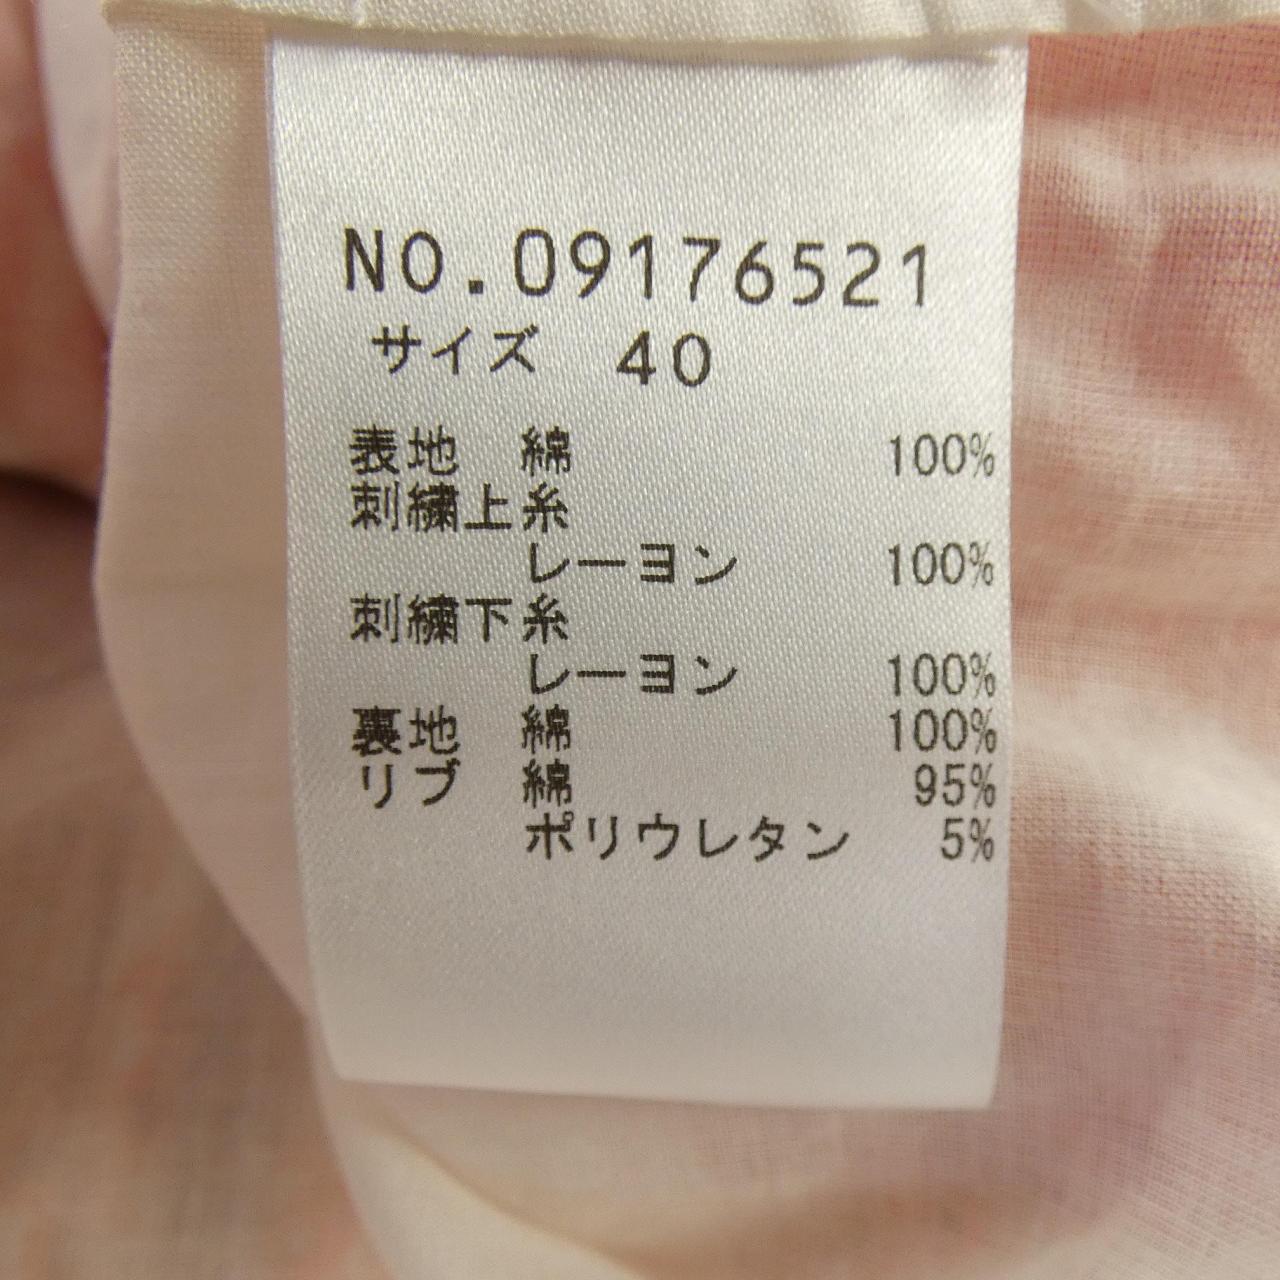 NO.09176521
サイズ 40
表地 綿 100%
刺繍上糸
レーヨン 100%
刺繍下糸
レーヨン 100%
裏地 綿 100%
リブ 綿 95%
ポリウレタン 5%